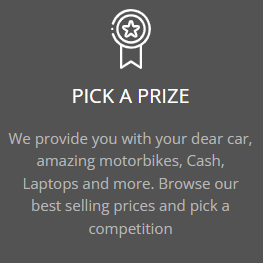 PICK A PRIZE
We provide you with your dear car,
amazing motorbikes, Cash,
Laptops and more. Browse our
best selling prices and pick a
competition